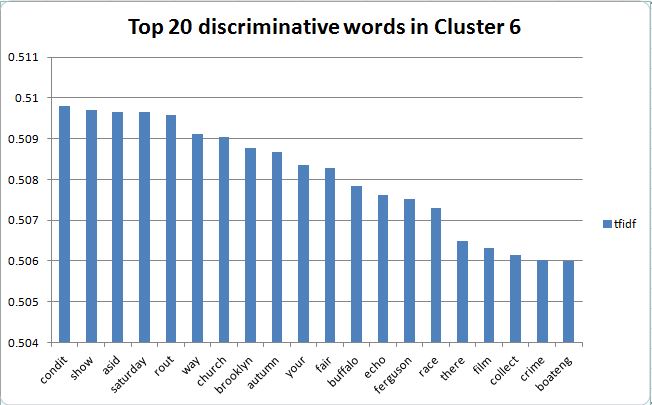 Top 20 discriminative words in Cluster 6
0.511
0.51
0.509
0.508
0.507
0.506
0.505
0.504
condit
show
asid
saturday
rout
way
church
brooklyn
autumn
your
fair
buffalo
echo
ferguson
race
there
film
collect
crime
boateng
tfidf